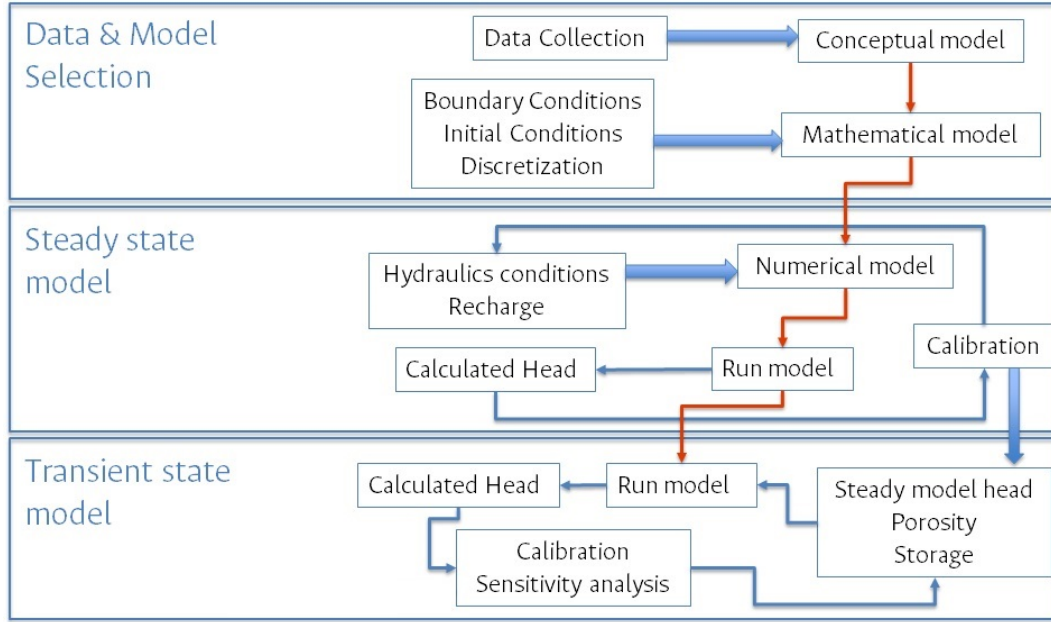 Data & Model
Selection
Data Collection
Conceptual model
Boundary Conditions
Initial Conditions
Discretization
Mathematical model
Steady state
model
Hydraulics conditions
Recharge
Numerical model
Calculated Head
Run model
Calibration
Transient state
model
Calculated Head
Run model
Steady model head
Porosity
Storage
Calibration
Sensitivity analysis